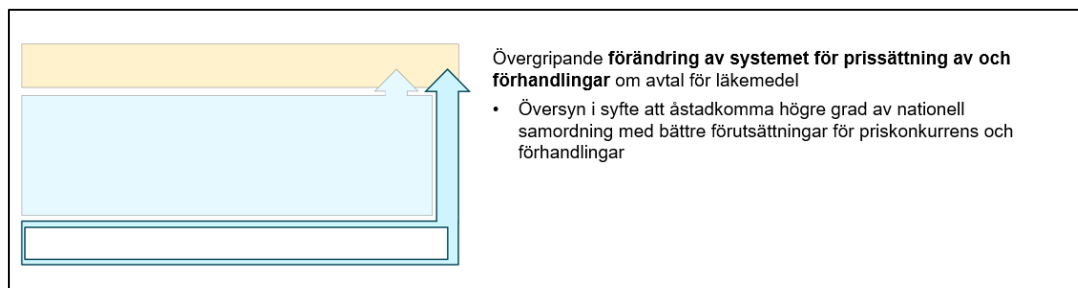 Övergripande förändring av systemet för prissättning av och
förhandlingar om avtal för läkemedel
• Översyn i syfte att åstadkomma högre grad av nationell
samordning med bättre förutsättningar för priskonkurrens och
förhandlingar